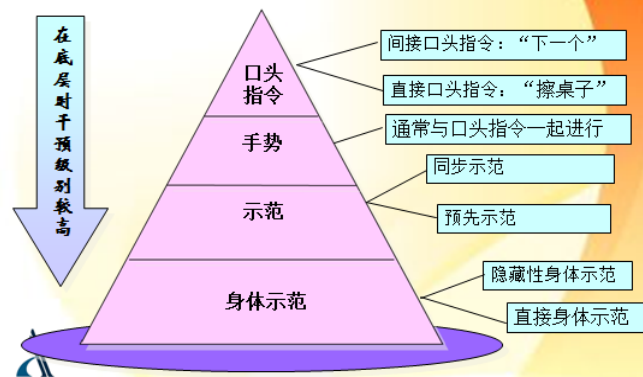 在底层时干预级别较高
口头
指令
手势
示范
身体示范
间接口头指令：“下一个”
直接口头指令：“擦桌子”
通常与口头指令一起进行
同步示范
预先示范
隐藏性身体示范
直接身体示范